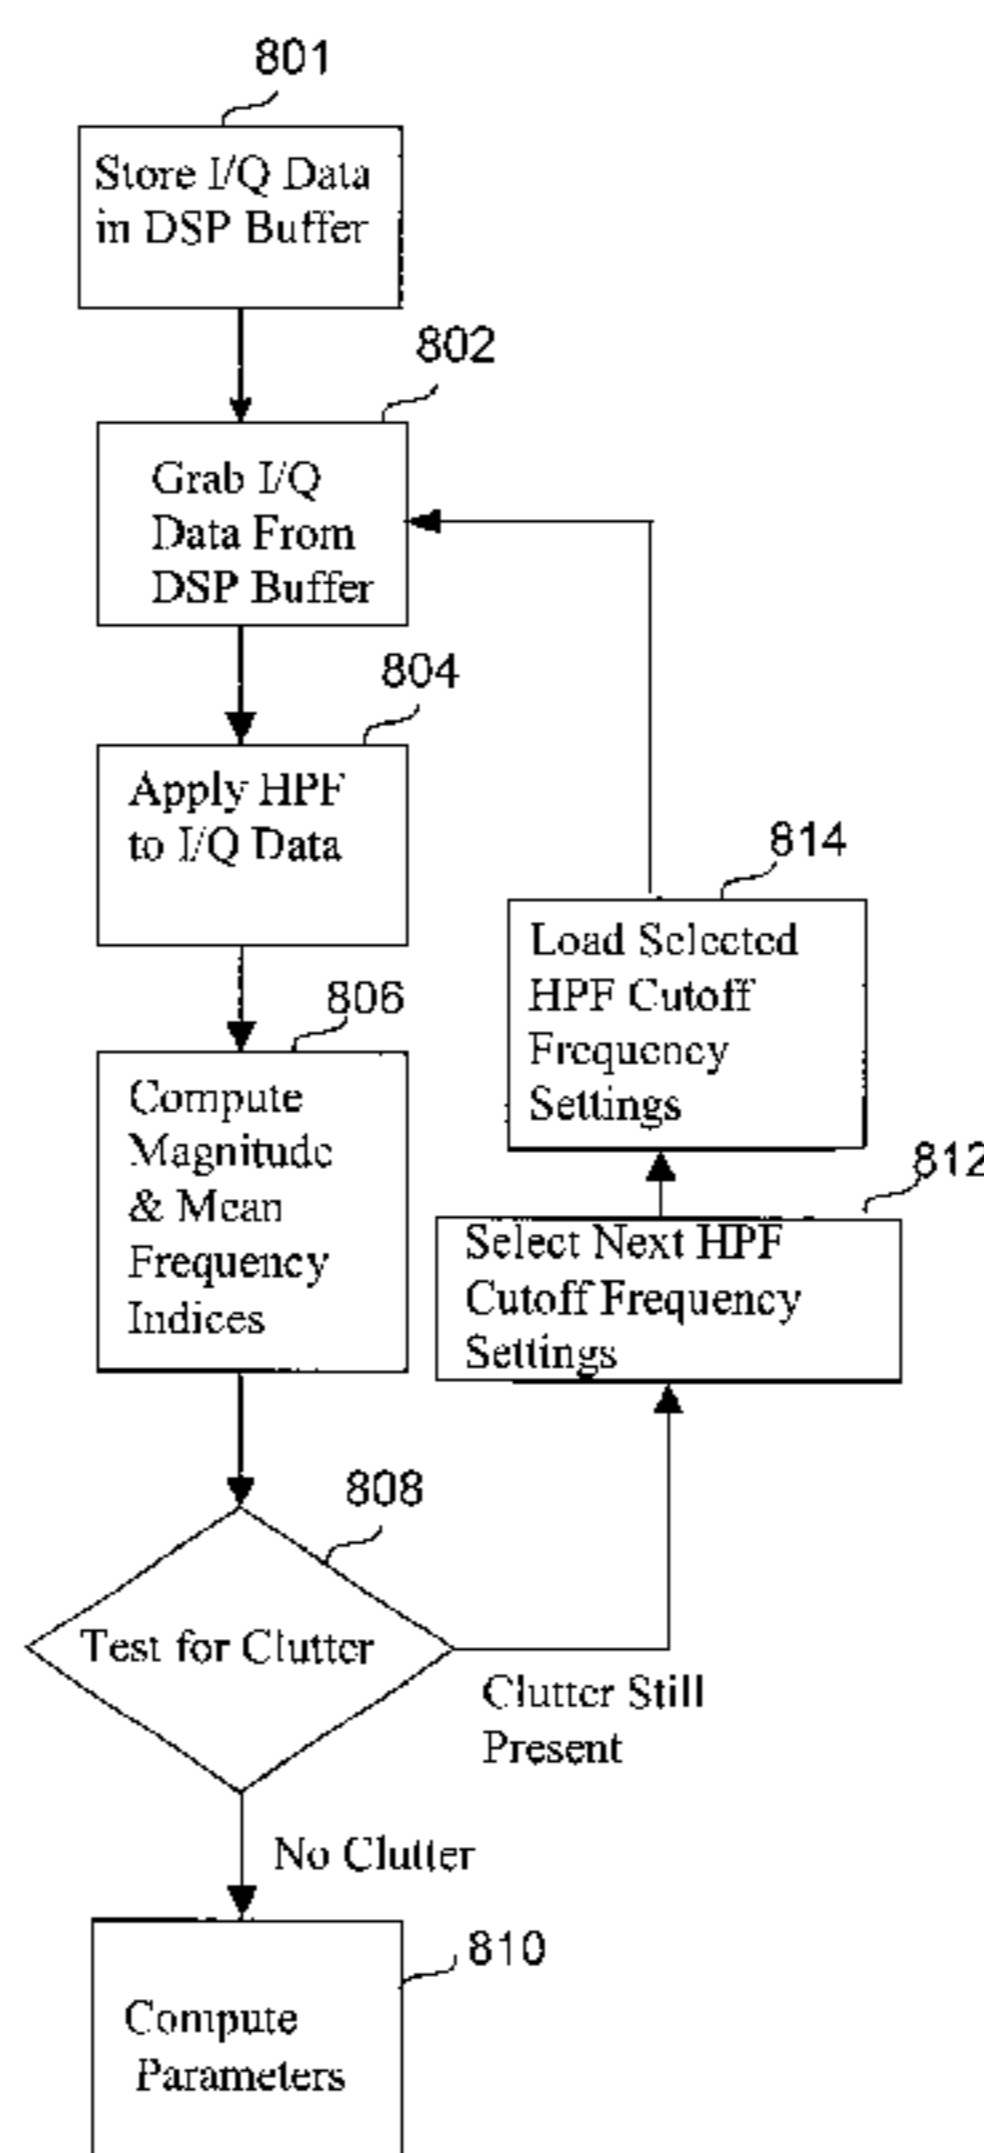 801
Store I/Q Data
in DSP Buffer
802
Grab I/Q
Data From
DSP Buffer
804
Apply HPF
to I/Q Data
806
Compute
Magnitude
& Mean
Frequency
Indices
814
Load Selected
HPF Cutoff
Frequency
Settings
812
Select Next HPF
Cutoff Frequency
Settings
808
Test for Clutter
Clutter Still
Present
No Clutter
810
Compute
Parameters